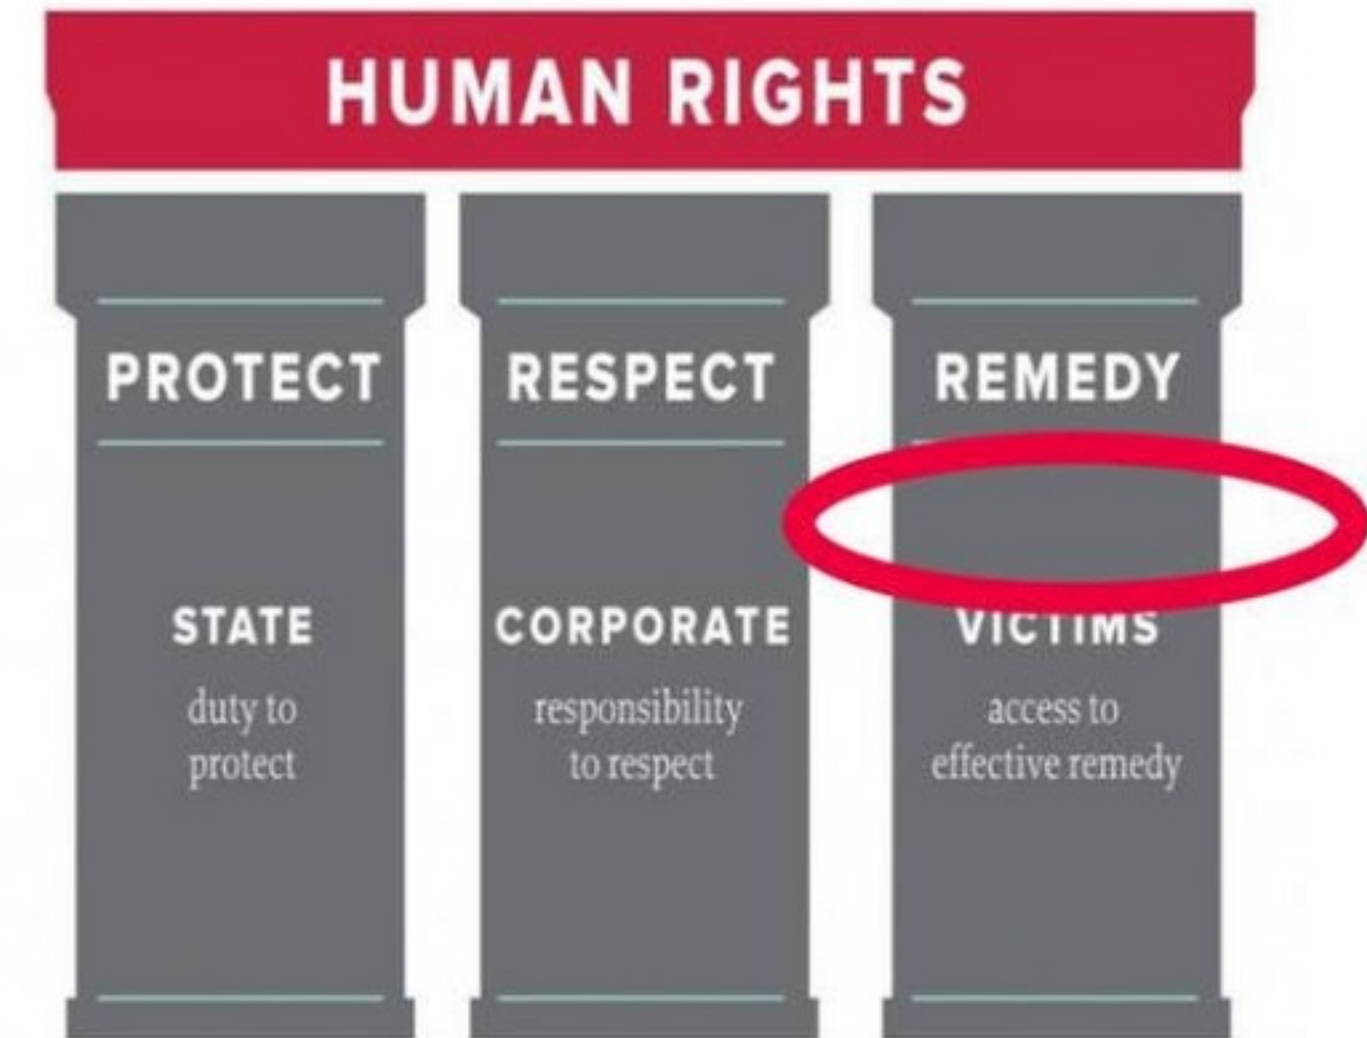 HUMAN RIGHTS
PROTECT
STATE
duty to
protect
RESPECT
CORPORATE
responsibility
to respect
REMEDY
VICTIMS
access to
effective remedy